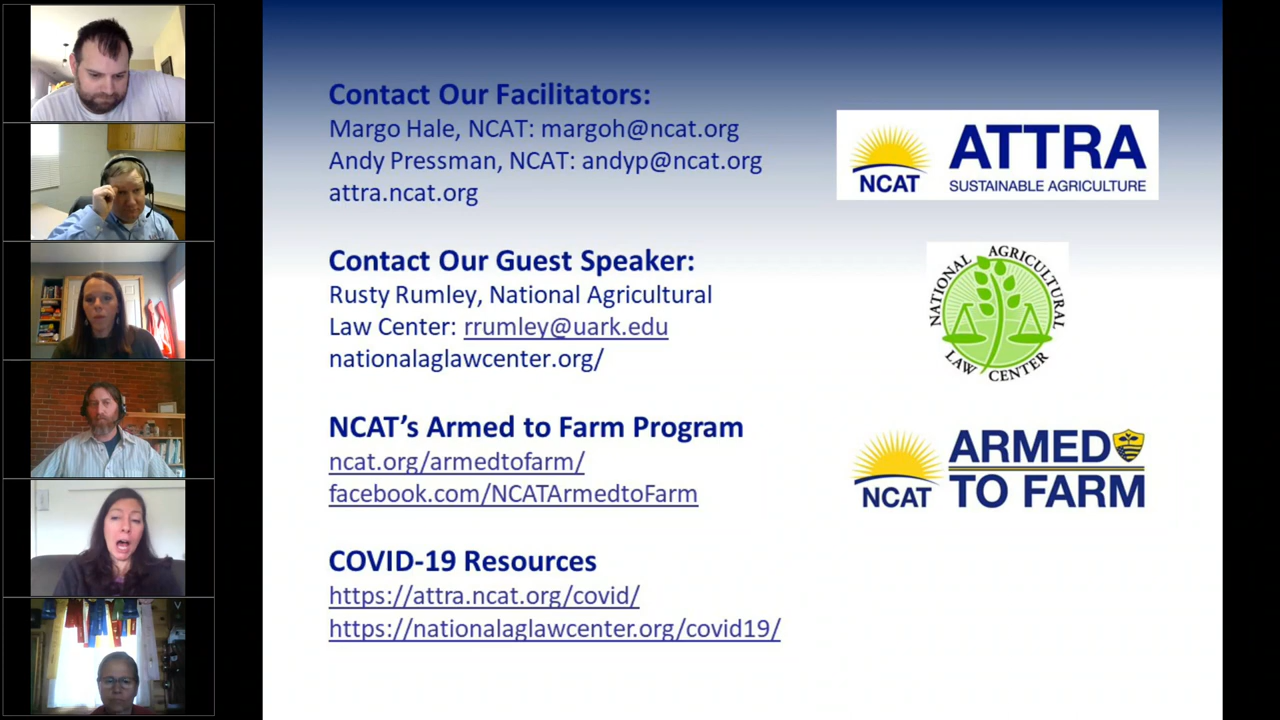 Contact Our Facilitators:
Margo Hale, NCAT: margoh@ncat.org
Andy Pressman, NCAT: andyp@ncat.org
attra.ncat.org
NCAT
ATTRA
SUSTAINABLE AGRICULTURE
Contact Our Guest Speaker:
Rusty Rumley, National Agricultural
Law Center: rrumley@uark.edu
nationalaglawcenter.org/
NATIONAL AGRICULTURAL
LAW CENTER
NCAT's Armed to Farm Program
ncat.org/armedtofarm/
facebook.com/NCATArmedtoFarm
NCAT
ARMED
TO FARM
COVID-19 Resources
https://attra.ncat.org/covid/
https://nationalaglawcenter.org/covid19/